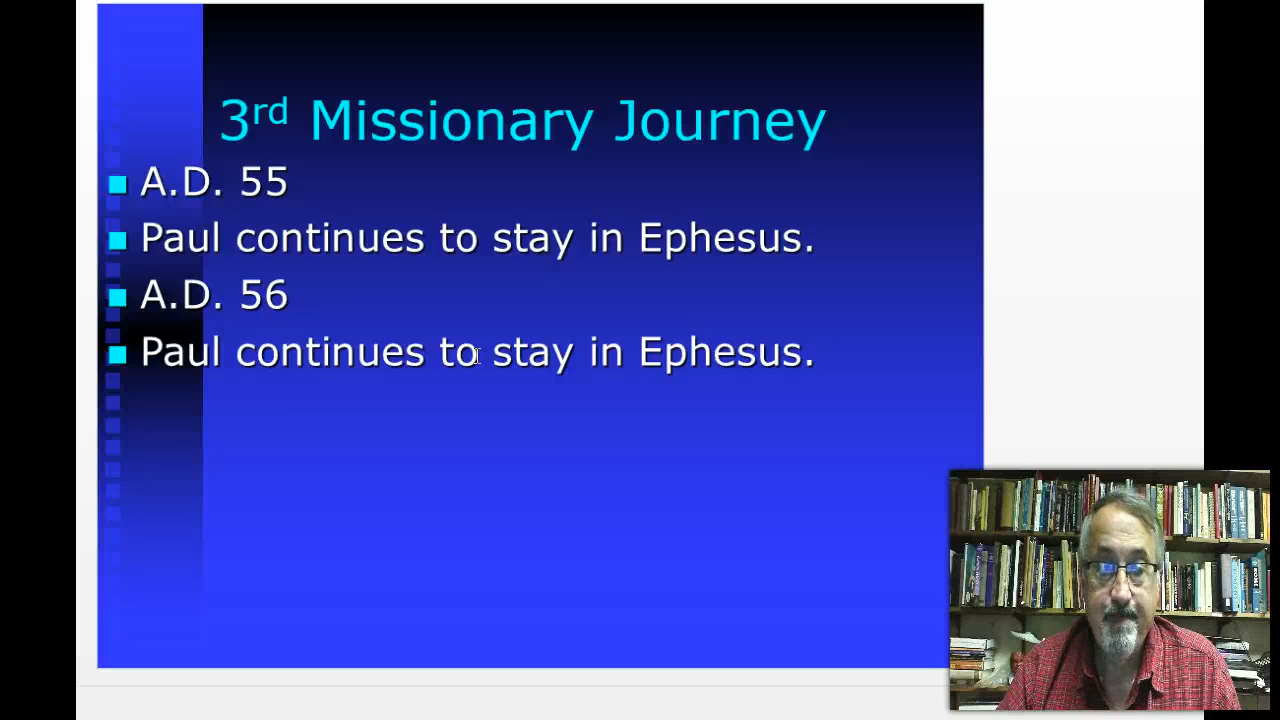 3rd Missionary Journey
A.D. 55
Paul continues to stay in Ephesus.
A.D. 56
Paul continues to stay in Ephesus.